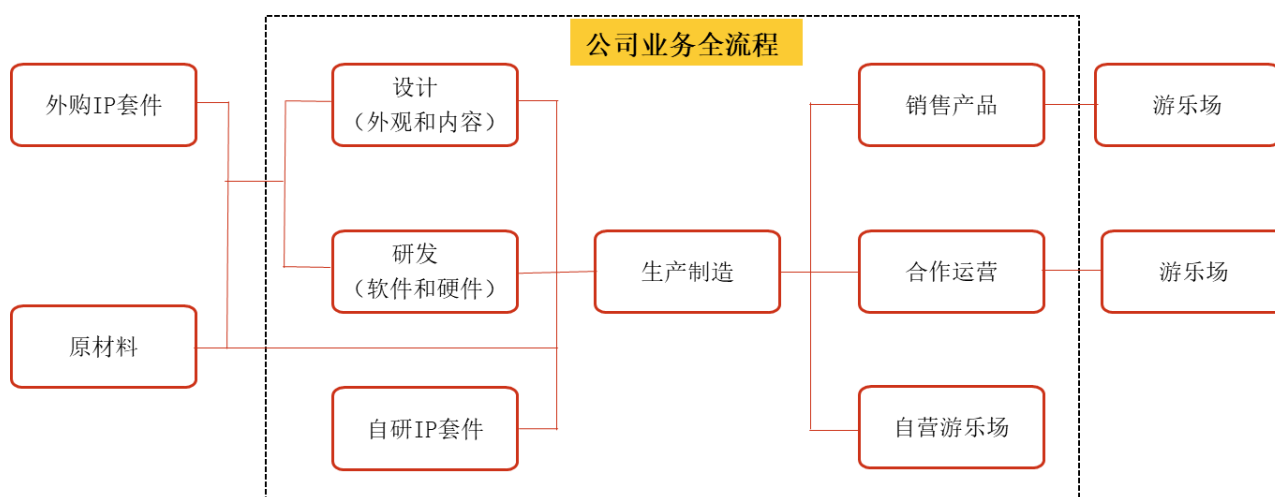 公司业务全流程
外购IP套件
设计
（外观和内容）
销售产品
游乐场
研发
（软件和硬件）
生产制造
合作运营
游乐场
原材料
自研IP套件
自营游乐场